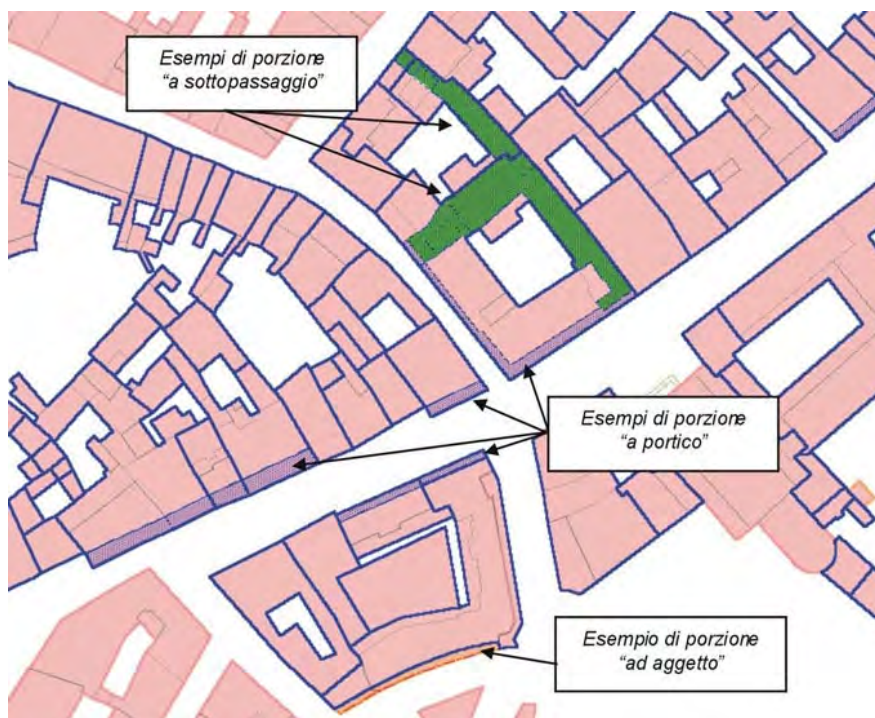 Esempi di porzione
“a sottopassaggio”
Esempi di porzione
“a portico”
Esempio di porzione
“ad aggetto”